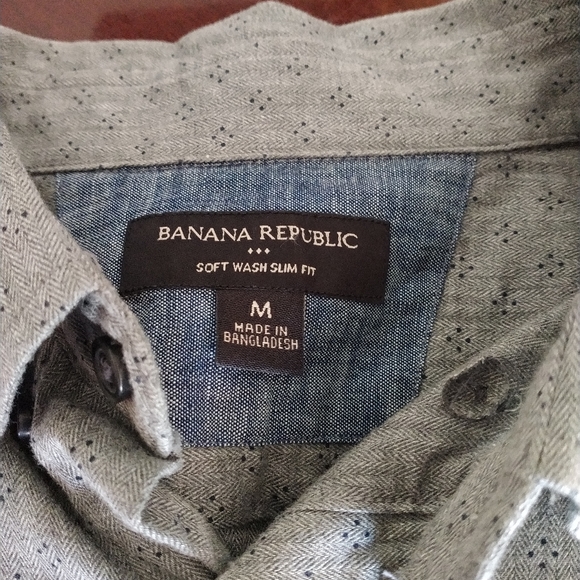 BANANA REPUBLIC
SOFT WASH SLIM FIT
M
MADE IN
BANGLADESH